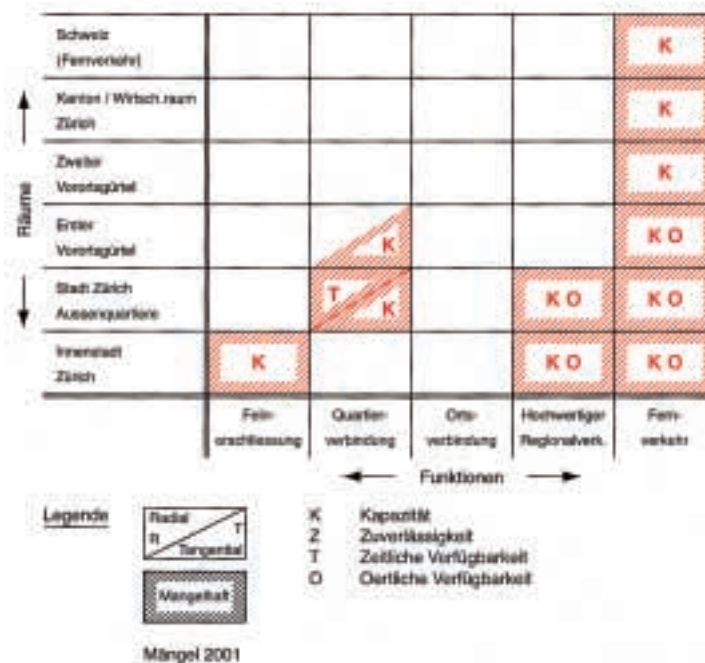 Schweiz
(Fernverkehr)
K
Kanton / Wirtsch.raum
Zürich
K
Zweiter
Vorortsgürtel
K
Erster
Vorortsgürtel
K
K O
Stadt Zürich
Aussenquartiere
T
K
K O
K O
Innenstadt
Zürich
K
K O
K O
Räume
Fein-
erschliessung
Quartier-
verbindung
Orts-
verbindung
Hochwertiger
Regionalverk.
Fern-
verkehr
Funktionen
Legende
Radial
R
T
Tangential
Mangelhaft
K Kapazität
Z Zuverlässigkeit
T Zeitliche Verfügbarkeit
O Oertliche Verfügbarkeit
Mängel 2001